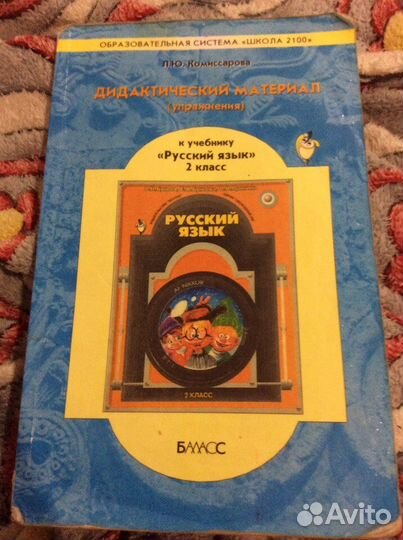 ОБРАЗОВАТЕЛЬНАЯ СИСТЕМА «ШКОЛА 2100»
Л.Ю. Комиссарова
ДИДАКТИЧЕСКИЙ МАТЕРИАЛ
(упражнения)
к учебнику
«Русский язык»
2 класс
РУССКИЙ
ЯЗЫК
2 КЛАСС
БАЛАСС
Avito